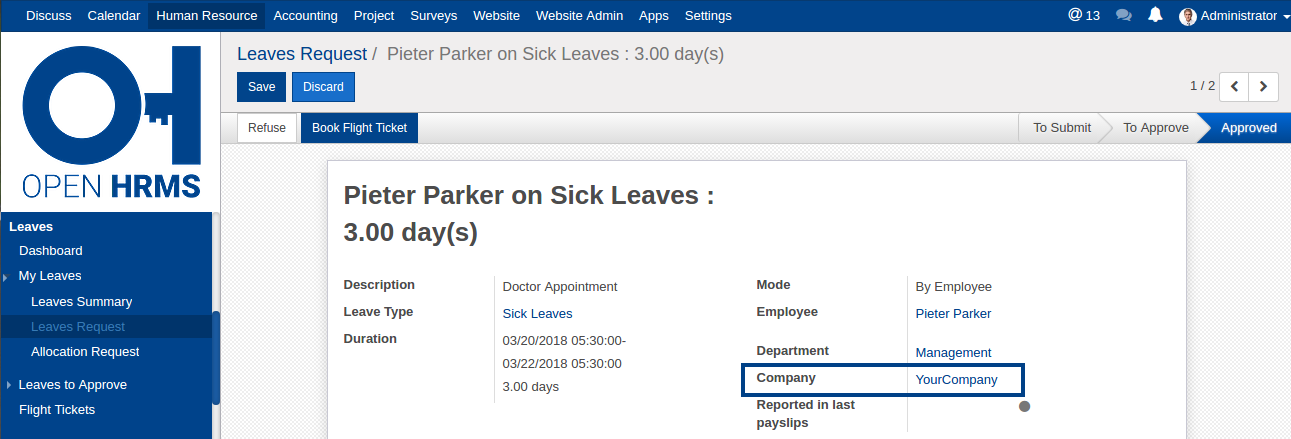 Discuss Calendar Human Resource Accounting Project Surveys Website Website Admin Apps Settings @ 13 Administrator
OPEN HRMS
Leaves Request / Pieter Parker on Sick Leaves : 3.00 day(s)
Save Discard 1 / 2
Refuse Book Flight Ticket To Submit To Approve Approved
Leaves
Dashboard
My Leaves
Leaves Summary
Leaves Request
Allocation Request
Leaves to Approve
Flight Tickets
Pieter Parker on Sick Leaves :
3.00 day(s)
Description Doctor Appointment
Leave Type Sick Leaves
Duration 03/20/2018 05:30:00-
03/22/2018 05:30:00
3.00 days
Mode By Employee
Employee Pieter Parker
Department Management
Company YourCompany
Reported in last
payslips